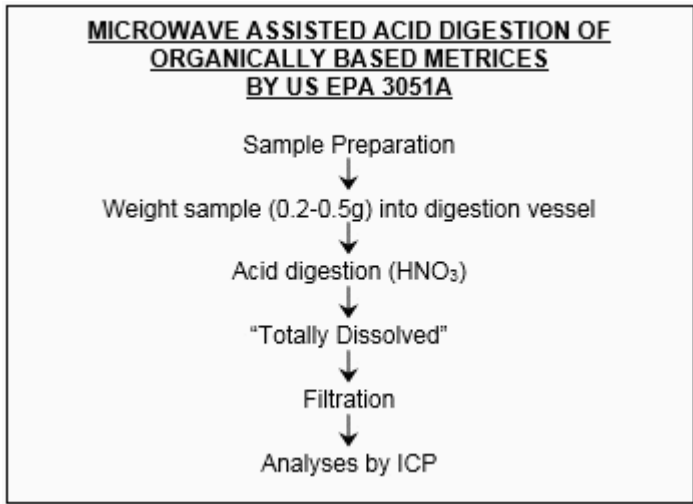 MICROWAVE ASSISTED ACID DIGESTION OF
ORGANICALLY BASED METRICES
BY US EPA 3051A
Sample Preparation
Weight sample (0.2-0.5g) into digestion vessel
Acid digestion (HNO₃)
“Totally Dissolved”
Filtration
Analyses by ICP